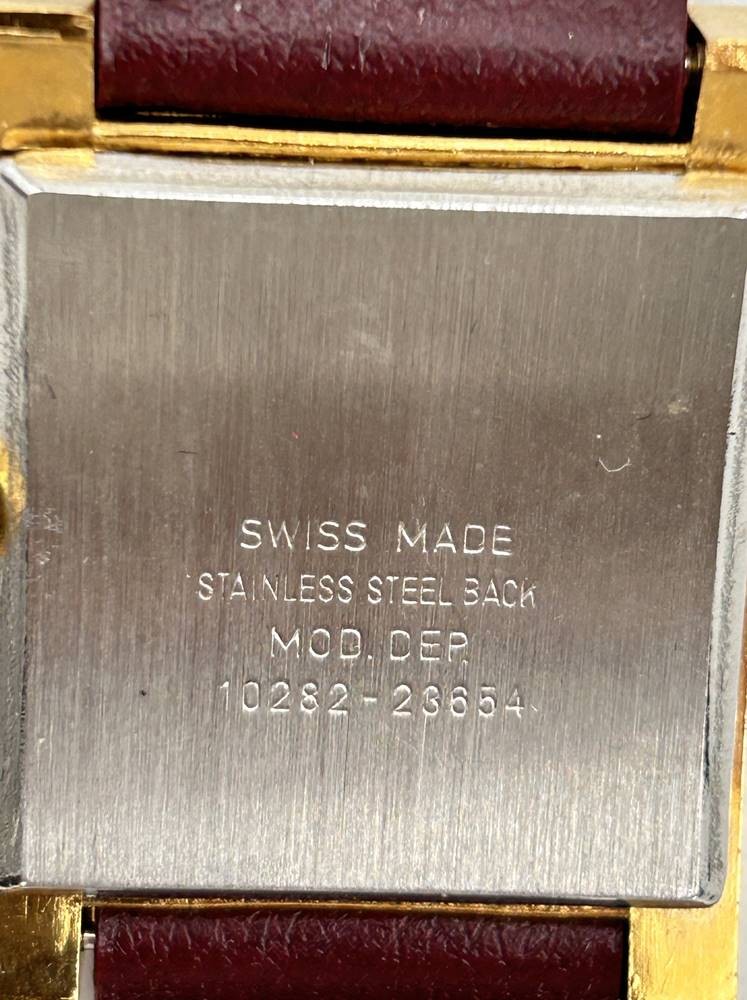 SWISS MADE
STAINLESS STEEL BACK
MOD. DEP.
10282-23654